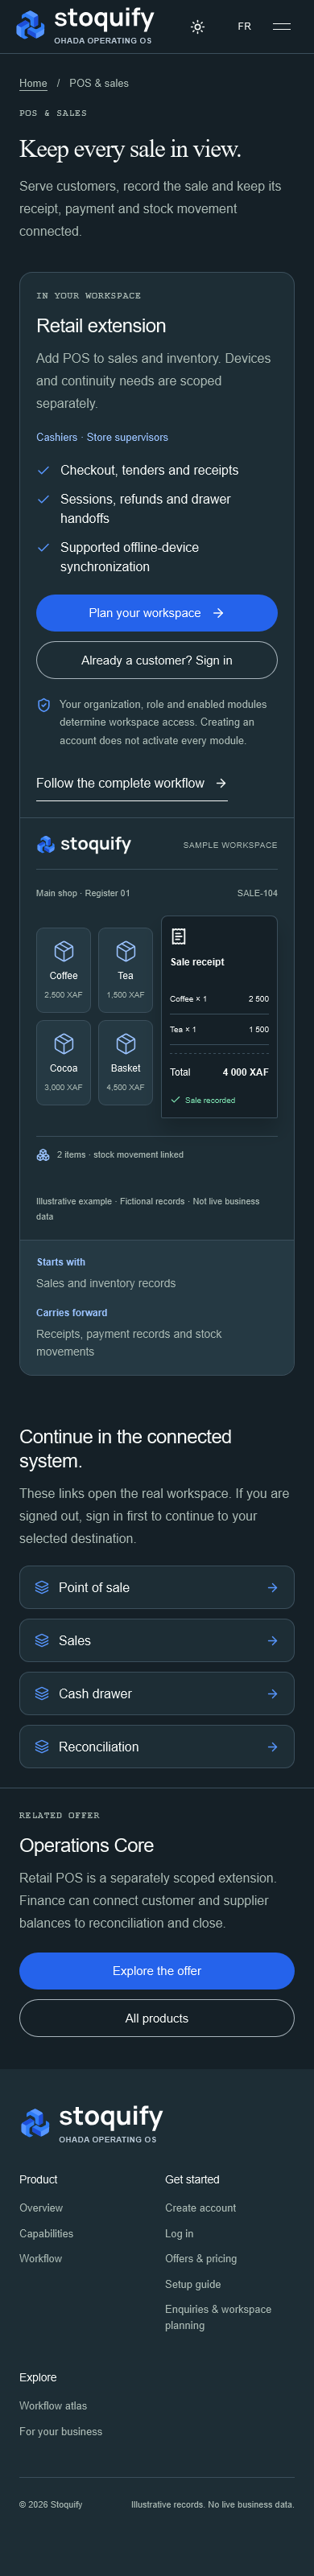 stoquify
OHADA OPERATING OS
FR
Home / POS & sales
POS & SALES
Keep every sale in view.
Serve customers, record the sale and keep its
receipt, payment and stock movement
connected.
IN YOUR WORKSPACE
Retail extension
Add POS to sales and inventory. Devices
and continuity needs are scoped
separately.
Cashiers · Store supervisors
Checkout, tenders and receipts
Sessions, refunds and drawer
handoffs
Supported offline-device
synchronization
Plan your workspace
Already a customer? Sign in
Your organization, role and enabled modules
determine workspace access. Creating an
account does not activate every module.
Follow the complete workflow
stoquify
SAMPLE WORKSPACE
Main shop · Register 01
SALE-104
Coffee
2,500 XAF
Tea
1,500 XAF
Cocoa
3,000 XAF
Basket
4,500 XAF
Sale receipt
Coffee × 1 2 500
Tea × 1 1 500
Total 4 000 XAF
Sale recorded
2 items · stock movement linked
Illustrative example · Fictional records · Not live business
data
Starts with
Sales and inventory records
Carries forward
Receipts, payment records and stock
movements
Continue in the connected
system.
These links open the real workspace. If you are
signed out, sign in first to continue to your
selected destination.
Point of sale
Sales
Cash drawer
Reconciliation
RELATED OFFER
Operations Core
Retail POS is a separately scoped extension.
Finance can connect customer and supplier
balances to reconciliation and close.
Explore the offer
All products
stoquify
OHADA OPERATING OS
Product
Overview
Capabilities
Workflow
Get started
Create account
Log in
Offers & pricing
Setup guide
Enquiries & workspace
planning
Explore
Workflow atlas
For your business
© 2026 Stoquify
Illustrative records. No live business data.